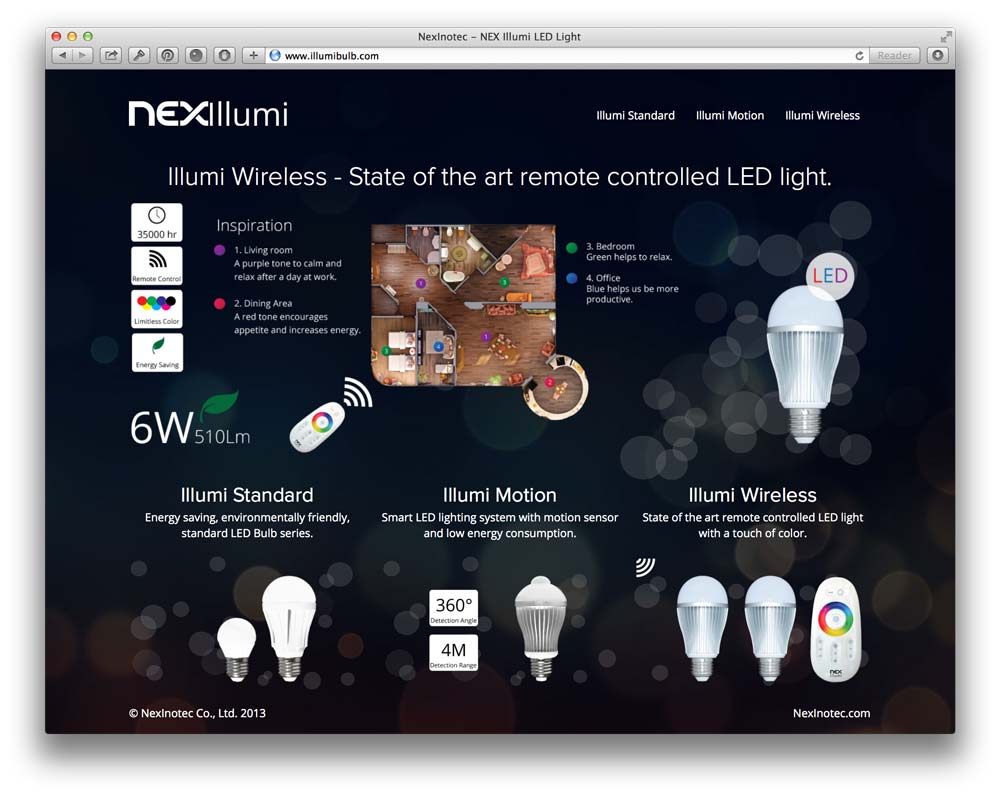 NexInotec – NEX Illumi LED Light
www.illumibulb.com
Reader
NEXIllumi
Illumi Standard
Illumi Motion
Illumi Wireless
Illumi Wireless - State of the art remote controlled LED light.
35000 hr
Remote Control
Limitless Color
Energy Saving
Inspiration
1. Living room
A purple tone to calm and
relax after a day at work.
2. Dining Area
A red tone encourages
appetite and increases energy.
1
3
1
3
4
2
3. Bedroom
Green helps to relax.
4. Office
Blue helps us be more
productive.
LED
6W 510Lm
Illumi Standard
Energy saving, environmentally friendly,
standard LED Bulb series.
Illumi Motion
Smart LED lighting system with motion sensor
and low energy consumption.
360°
Detection Angle
4M
Detection Range
Illumi Wireless
State of the art remote controlled LED light
with a touch of color.
NEX
© NexInotec Co., Ltd. 2013
NexInotec.com